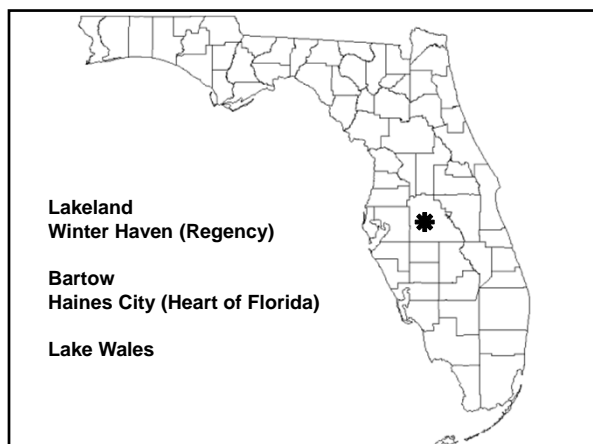 Lakeland
Winter Haven (Regency)
Bartow
Haines City (Heart of Florida)
Lake Wales